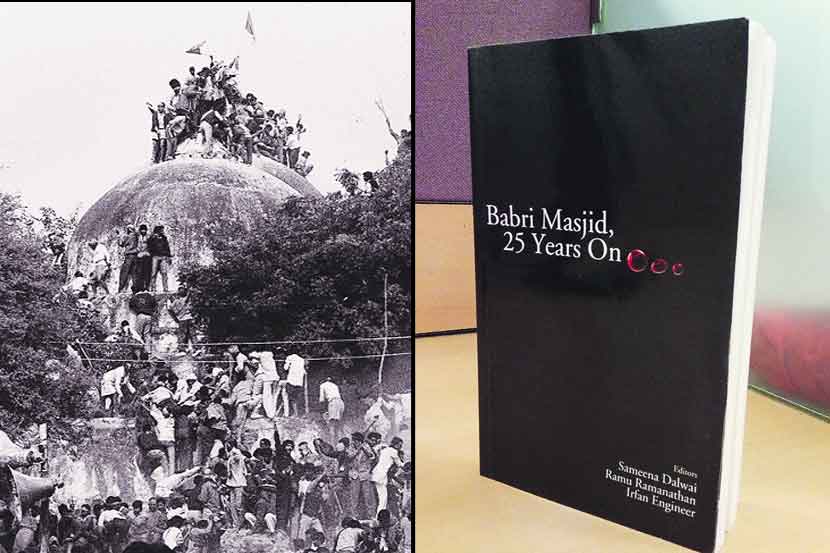 Babri Masjid,
25 Years On
Editors
Sameena Dalwai
Ramu Ramanathan
Irfan Engineer